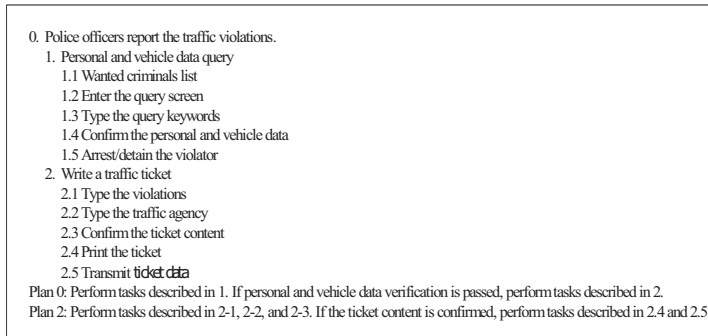 0. Police officers report the traffic violations.
1. Personal and vehicle data query
1.1 Wanted criminals list
1.2 Enter the query screen
1.3 Type the query keywords
1.4 Confirm the personal and vehicle data
1.5 Arrest/detain the violator
2. Write a traffic ticket
2.1 Type the violations
2.2 Type the traffic agency
2.3 Confirm the ticket content
2.4 Print the ticket
2.5 Transmit ticket data
Plan 0: Perform tasks described in 1. If personal and vehicle data verification is passed, perform tasks described in 2.
Plan 2: Perform tasks described in 2-1, 2-2, and 2-3. If the ticket content is confirmed, perform tasks described in 2.4 and 2.5